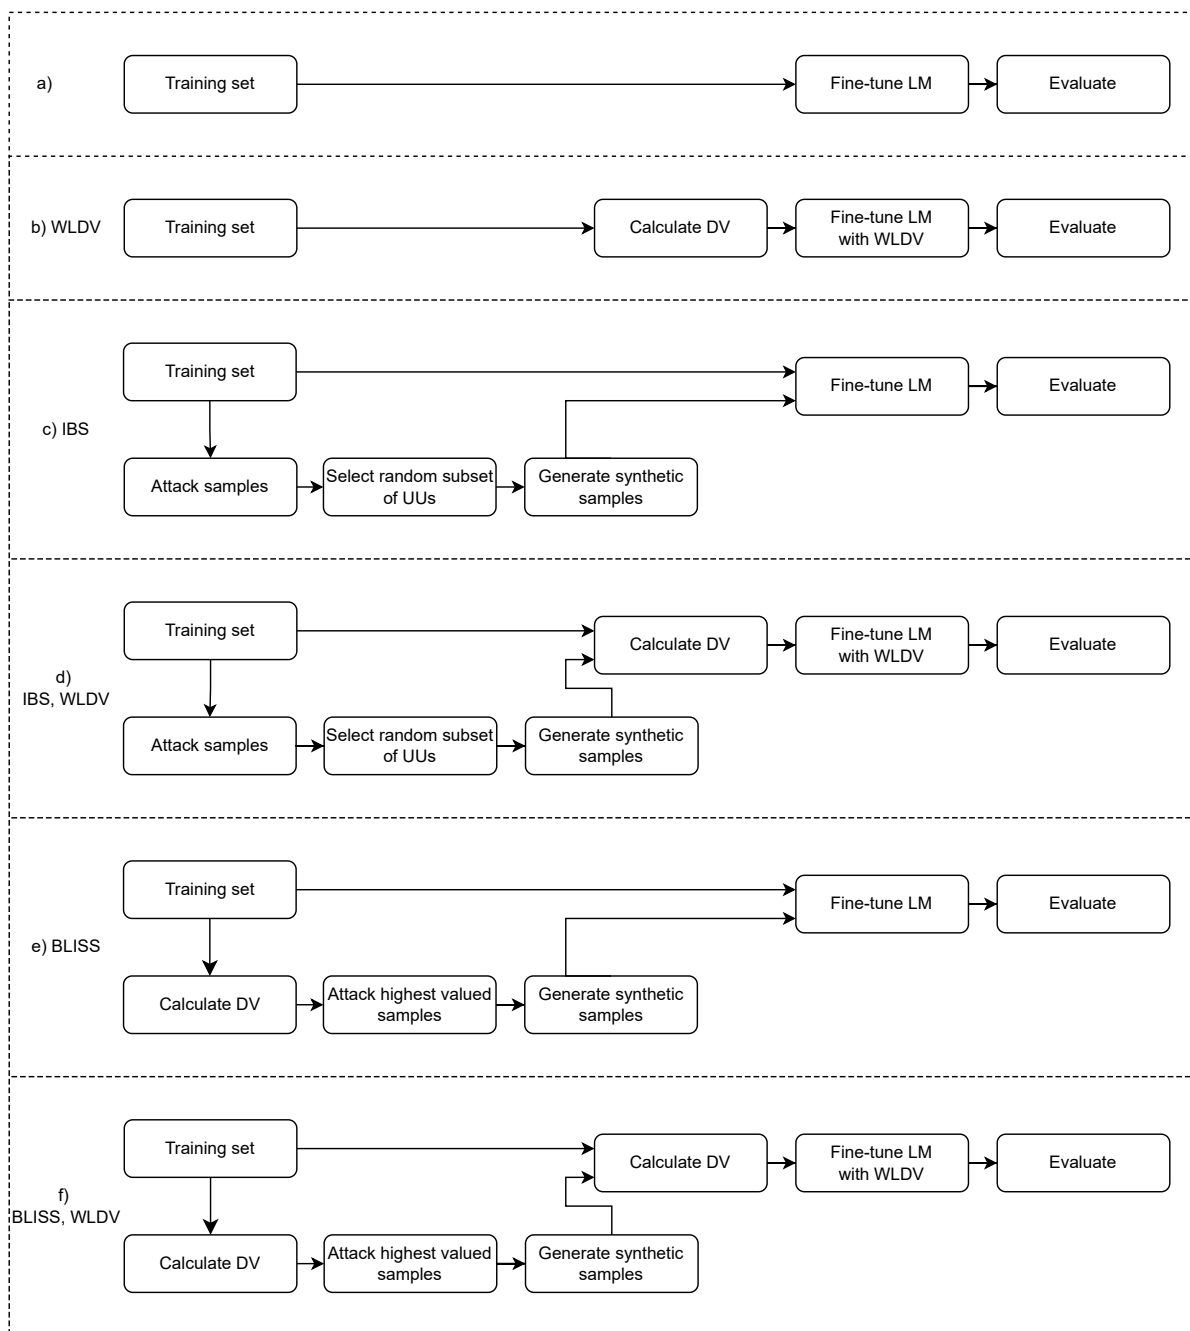 a)
Training set
Fine-tune LM
Evaluate
b) WLDV
Training set
Calculate DV
Fine-tune LM
with WLDV
Evaluate
c) IBS
Training set
Fine-tune LM
Evaluate
Attack samples
Select random subset
of UUs
Generate synthetic
samples
d)
IBS, WLDV
Training set
Calculate DV
Fine-tune LM
with WLDV
Evaluate
Attack samples
Select random subset
of UUs
Generate synthetic
samples
e) BLISS
Training set
Fine-tune LM
Evaluate
Calculate DV
Attack highest valued
samples
Generate synthetic
samples
f)
BLISS, WLDV
Training set
Calculate DV
Fine-tune LM
with WLDV
Evaluate
Calculate DV
Attack highest valued
samples
Generate synthetic
samples